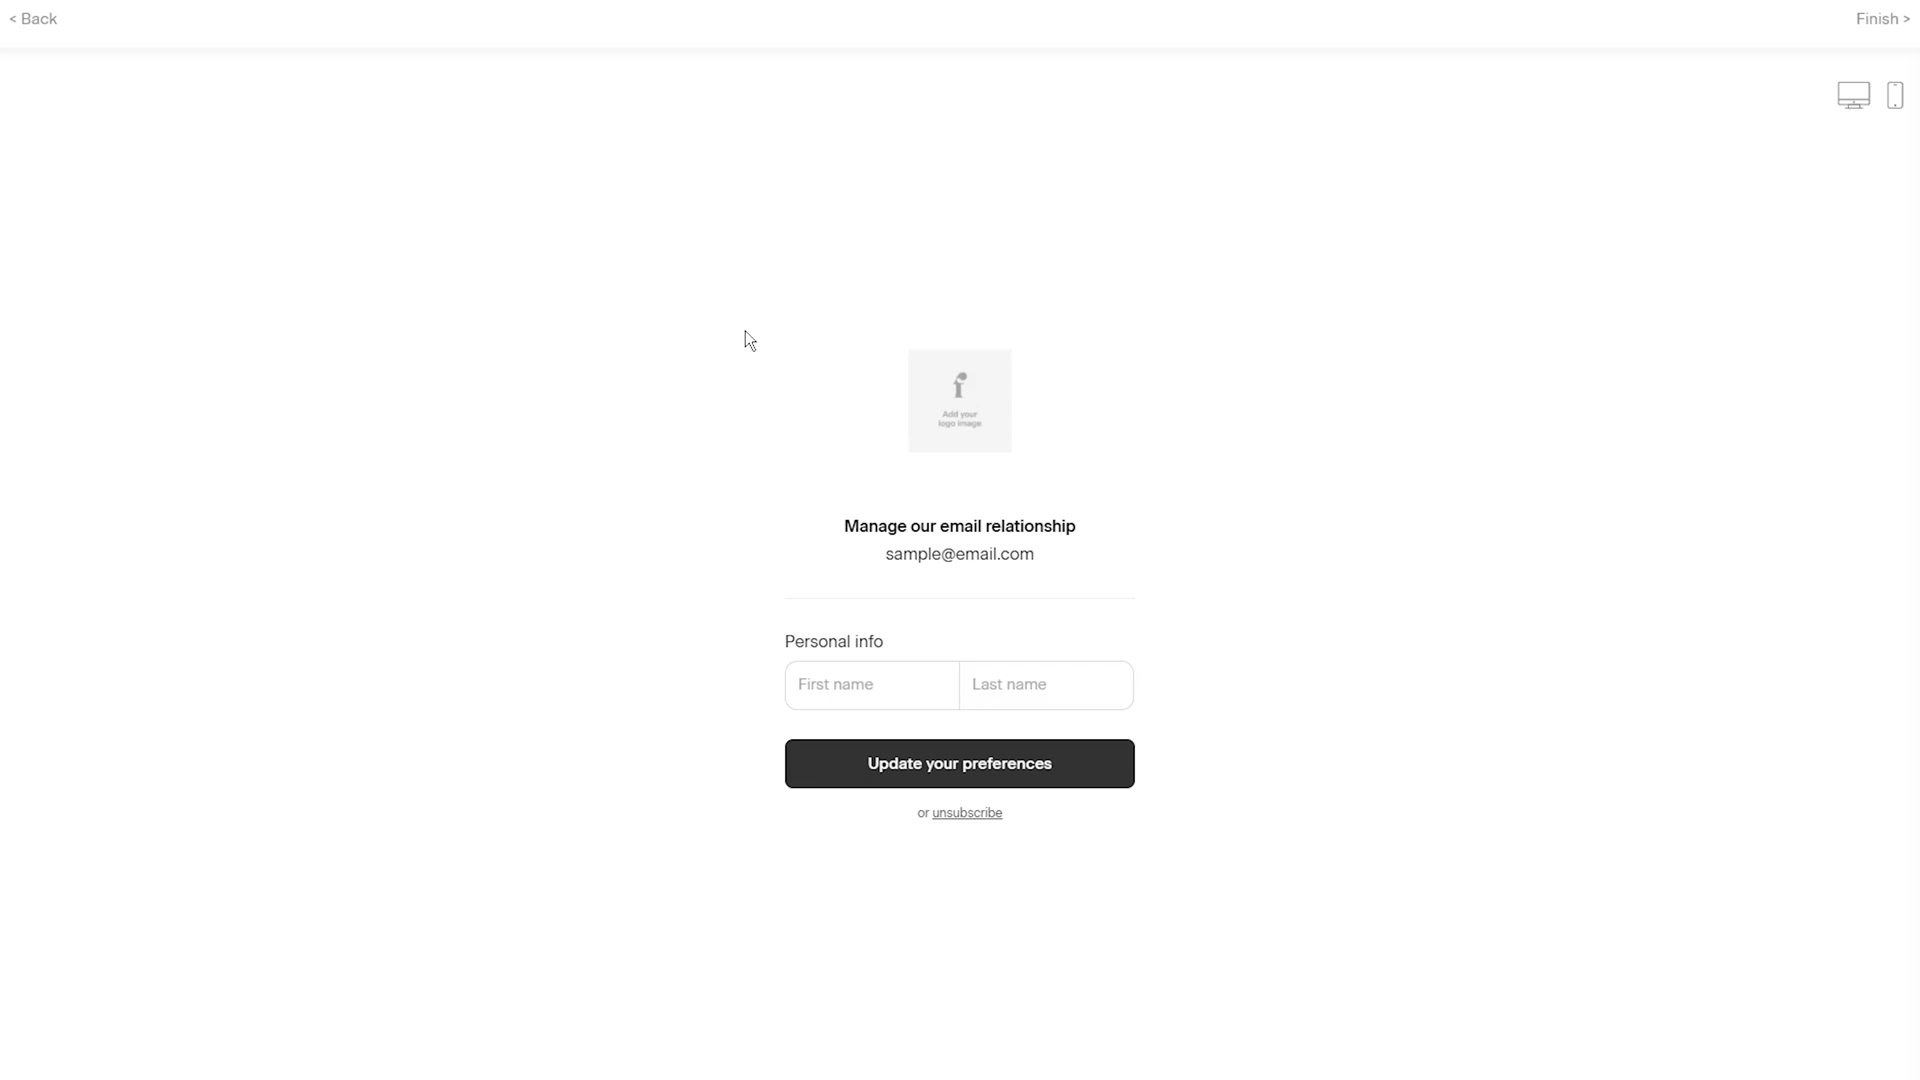 < Back
Finish >
Add your
logo image
Manage our email relationship
sample@email.com
Personal info
First name
Last name
Update your preferences
or unsubscribe